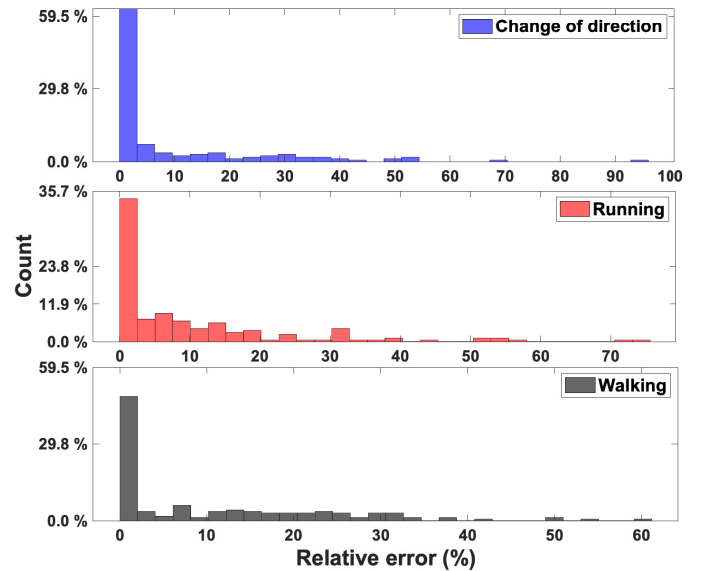 59.5 %
Change of direction
29.8 %
0.0 %
0 10 20 30 40 50 60 70 80 90 100
35.7 %
Running
23.8 %
11.9 %
0.0 %
0 10 20 30 40 50 60 70
Count
59.5 %
Walking
29.8 %
0.0 %
0 10 20 30 40 50 60
Relative error (%)